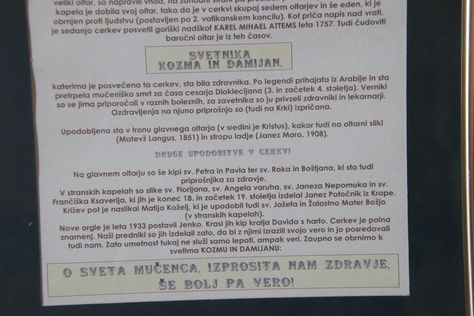 veliki oltar, so napravili vhod, na zahodni strani pa
kapela je dobila svoj oltar, tako da je v cerkvi skupaj sedem oltarjev in še eden, ki je
obrnjen proti ljudstvu (postavljen po 2. vatikanskem koncilu). Kot priča napis nad vrati,
je sedanjo cerkev posvetil goriški nadškof KAREL MIHAEL ATTEMS leta 1757. Tudi čudoviti
baročni oltar je iz teh časov.
SVETNIKA
KOZMA IN DAMIJAN,
katerima je posvečena ta cerkev, sta bila zdravnika. Po legendi prihajata iz Arabije in sta
pretrpela mučeniško smrt za časa cesarja Dioklecijana (3. in začetek 4. stoletja). Verniki
so se jima priporočali v raznih boleznih, za zavetnika so ju privzeli zdravniki in lekarnarji.
Ozdravljenja na njuno priprošnjo so (tudi na Krki) izpričana.
Upodobljena sta v tronu glavnega oltarja (v sredini je Kristus), kakor tudi na oltarni sliki
(Matevž Langus, 1851) in stropu ladje (Janez Moro, 1908).
DRUGE UPODOBITVE V CERKVI
Na glavnem oltarju so še kipi sv. Petra in Pavla ter sv. Roka in Boštjana, ki sta tudi
priprošnjika za zdravje.
V stranskih kapelah so slike sv. Florijana, sv. Angela varuha, sv. Janeza Nepomuka in sv.
Frančiška Ksaverija, ki jih je konec 18. in začetek 19. stoletja izdelal Janez Potočnik iz Krope.
Križev pot je naslikal Matija Koželj, ki je upodobil tudi sv. Jožefa in Žalostno Mater Božjo
(v stranskih kapelah).
Nove orgle je leta 1933 postavil Jenko. Krasi jih kip kralja Davida s harfo. Cerkev je polna
znamenj. Naši predniki so jih izdelali zato, da bi z njimi izrazili svojo vero in jo posredovali
tudi nam. Zato umetnost tukaj ne služi samo lepoti, ampak veri. Zaupno se obrnimo k
svetima KOZMU IN DAMIJANU:
O SVETA MUČENCA, IZPROSITA NAM ZDRAVJE,
ŠE BOLJ PA VERO!